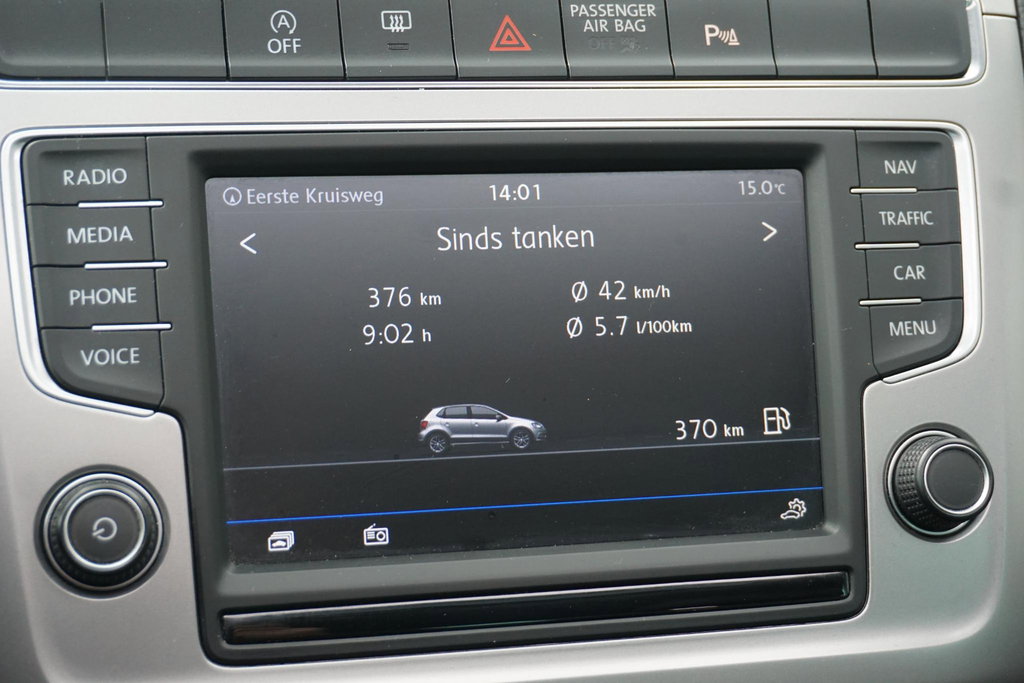 A
OFF
PASSENGER
AIR BAG
OFF
P
RADIO
MEDIA
PHONE
VOICE
Eerste Kruisweg
14:01
15.0°C
<
Sinds tanken
>
376 km
Ø 42 km/h
9:02 h
Ø 5.7 l/100km
370 km
NAV
TRAFFIC
CAR
MENU